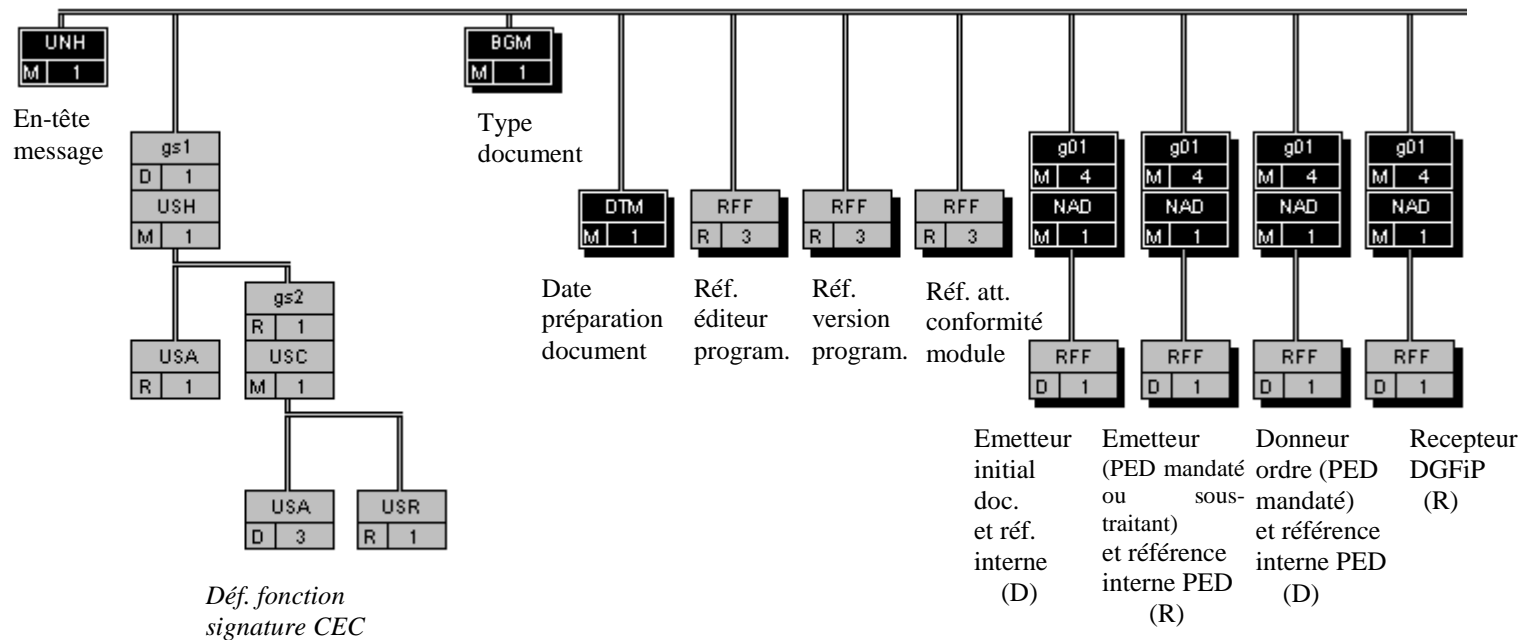 UNH
M 1
En-tête
message
gs1
D 1
USH
M 1
USA
R 1
gs2
R 1
USC
M 1
USA
D 3
USR
R 1
Déf. fonction
signature CEC
BGM
M 1
Type
document
DTM
M 1
Date
préparation
document
RFF
R 3
Réf.
éditeur
program.
RFF
R 3
Réf.
version
program.
RFF
R 3
Réf. att.
conformité
module
g01
M 4
NAD
M 1
RFF
D 1
Emetteur
initial
doc.
et réf.
interne
(D)
g01
M 4
NAD
M 1
RFF
D 1
Emetteur
(PED mandaté
ou sous-
traitant)
et référence
interne PED
(R)
g01
M 4
NAD
M 1
RFF
D 1
Donneur
ordre (PED
mandaté)
et référence
interne PED
(D)
g01
M 4
NAD
M 1
RFF
D 1
Recepteur
DGFiP
(R)